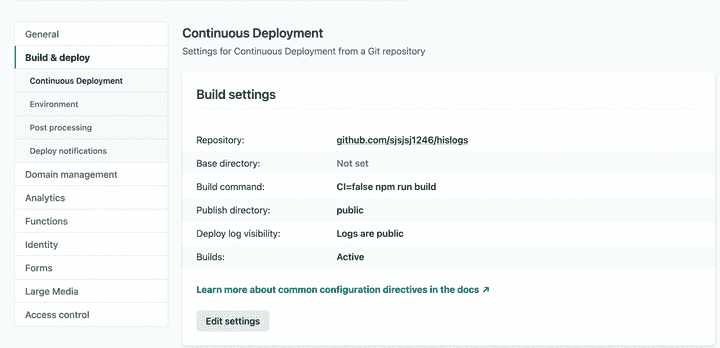 General
Build & deploy
Continuous Deployment
Environment
Post processing
Deploy notifications
Domain management
Analytics
Functions
Identity
Forms
Large Media
Access control
Continuous Deployment
Settings for Continuous Deployment from a Git repository
Build settings
Repository: github.com/sjsjsj1246/hislogs
Base directory: Not set
Build command: CI=false npm run build
Publish directory: public
Deploy log visibility: Logs are public
Builds: Active
Learn more about common configuration directives in the docs ↗
Edit settings